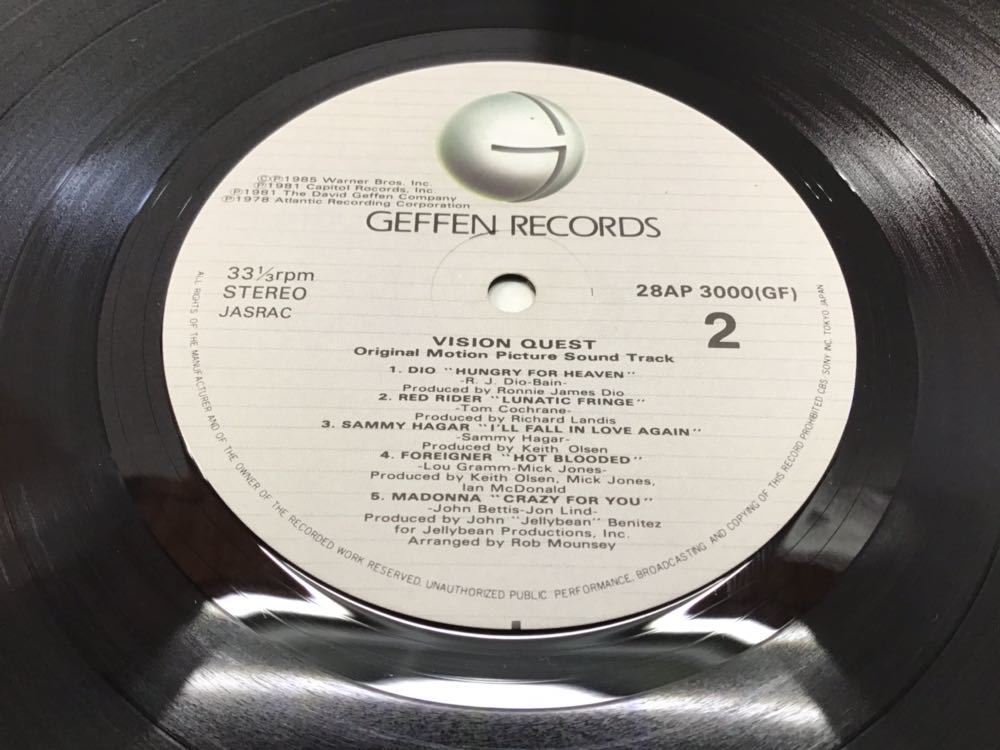 ©℗1985 Warner Bros. Inc.
℗1981 Capitol Records, Inc.
℗1981 The David Geffen Company
℗1978 Atlantic Recording Corporation
GEFFEN RECORDS
33⅓rpm
STEREO
JASRAC
28AP 3000(GF)
2
VISION QUEST
Original Motion Picture Sound Track
1. DIO "HUNGRY FOR HEAVEN"
-R. J. Dio-Bain-
Produced by Ronnie James Dio
2. RED RIDER "LUNATIC FRINGE"
-Tom Cochrane-
Produced by Richard Landis
3. SAMMY HAGAR "I'LL FALL IN LOVE AGAIN"
-Sammy Hagar-
Produced by Keith Olsen
4. FOREIGNER "HOT BLOODED"
-Lou Gramm-Mick Jones-
Produced by Keith Olsen, Mick Jones,
Ian McDonald
5. MADONNA "CRAZY FOR YOU"
-John Bettis-Jon Lind-
Produced by John "Jellybean" Benitez
for Jellybean Productions, Inc.
Arranged by Rob Mounsey
ALL RIGHTS OF THE MANUFACTURER AND OF THE OWNER OF THE RECORDED WORK RESERVED. UNAUTHORIZED PUBLIC PERFORMANCE, BROADCASTING AND COPYING OF THIS RECORD PROHIBITED CBS/SONY INC. TOKYO JAPAN